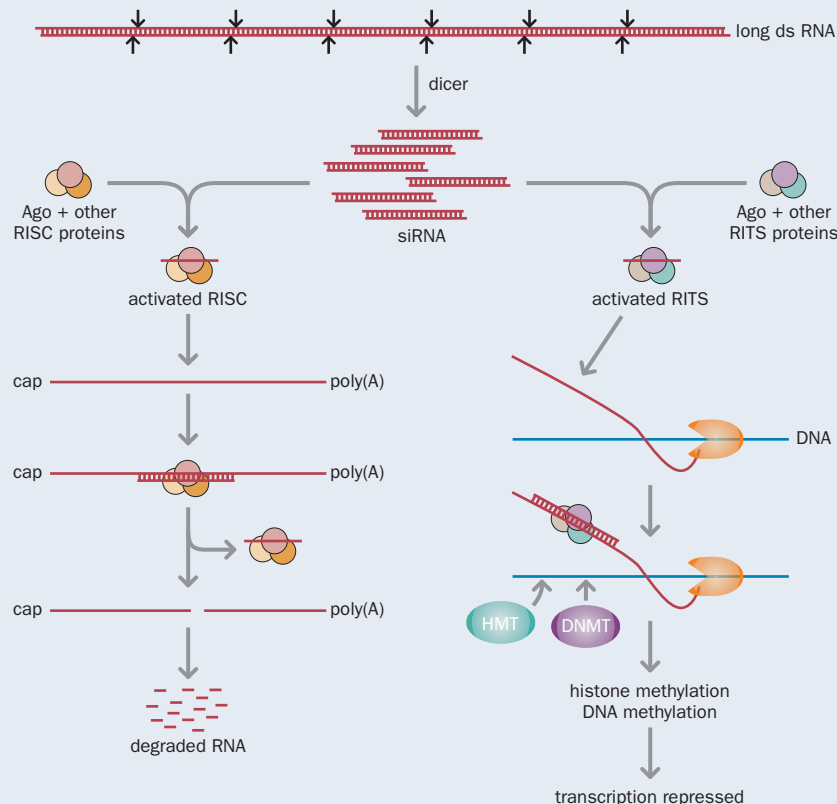 long ds RNA
dicer
Ago + other
RISC proteins
siRNA
Ago + other
RITS proteins
activated RISC
activated RITS
cap
poly(A)
DNA
cap
poly(A)
HMT
DNMT
cap
poly(A)
histone methylation
DNA methylation
degraded RNA
transcription repressed